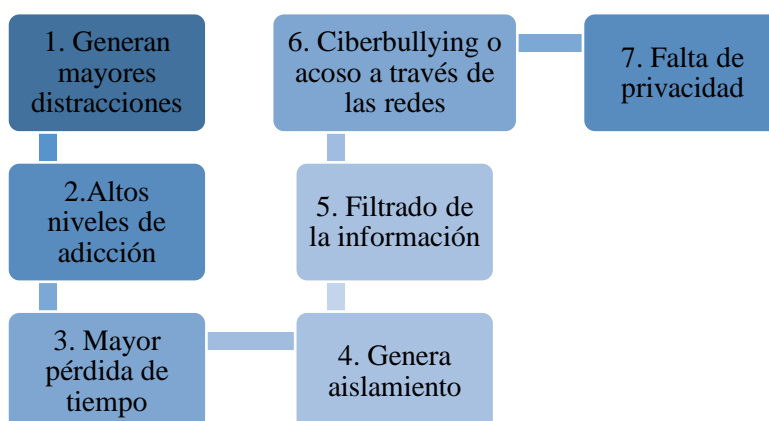 1. Generan
mayores
distracciones
2.Altos
niveles de
adicción
3. Mayor
pérdida de
tiempo
4. Genera
aislamiento
5. Filtrado de
la información
6. Ciberbullying o
acoso a través de
las redes
7. Falta de
privacidad